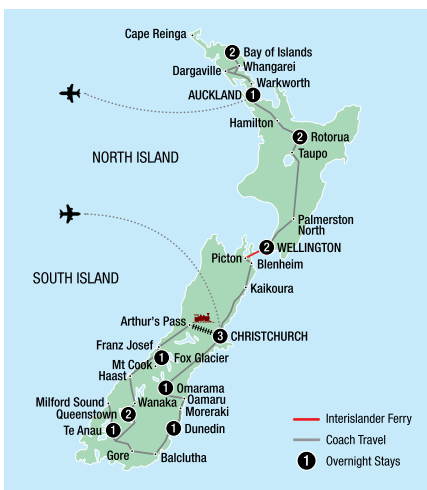 Cape Reinga
2 Bay of Islands
Whangarei
Dargaville
Warkworth
AUCKLAND 1
Hamilton
2 Rotorua
Taupo
NORTH ISLAND
Palmerston
North
2 WELLINGTON
Picton
Blenheim
SOUTH ISLAND
Kaikoura
Arthur's Pass
3 CHRISTCHURCH
Franz Josef
1 Fox Glacier
Mt Cook
Haast
1 Omarama
Oamaru
Milford Sound
Wanaka
Moreraki
Queenstown 2
Te Anau 1
1 Dunedin
Gore
Balclutha
Interislander Ferry
Coach Travel
1 Overnight Stays